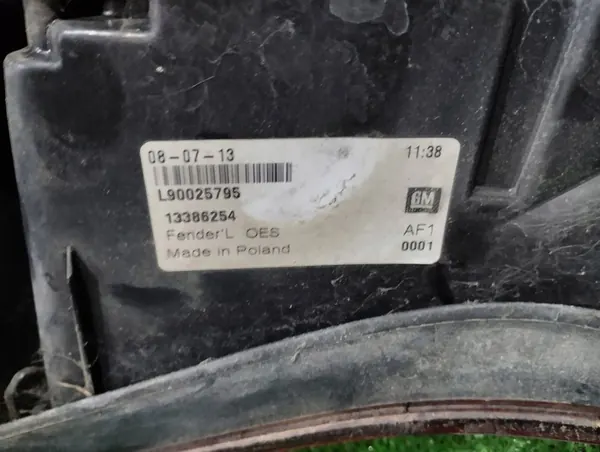 08-07-13 11:38
L90025795 GM
13386254
Fender'L OES AF1
Made in Poland 0001